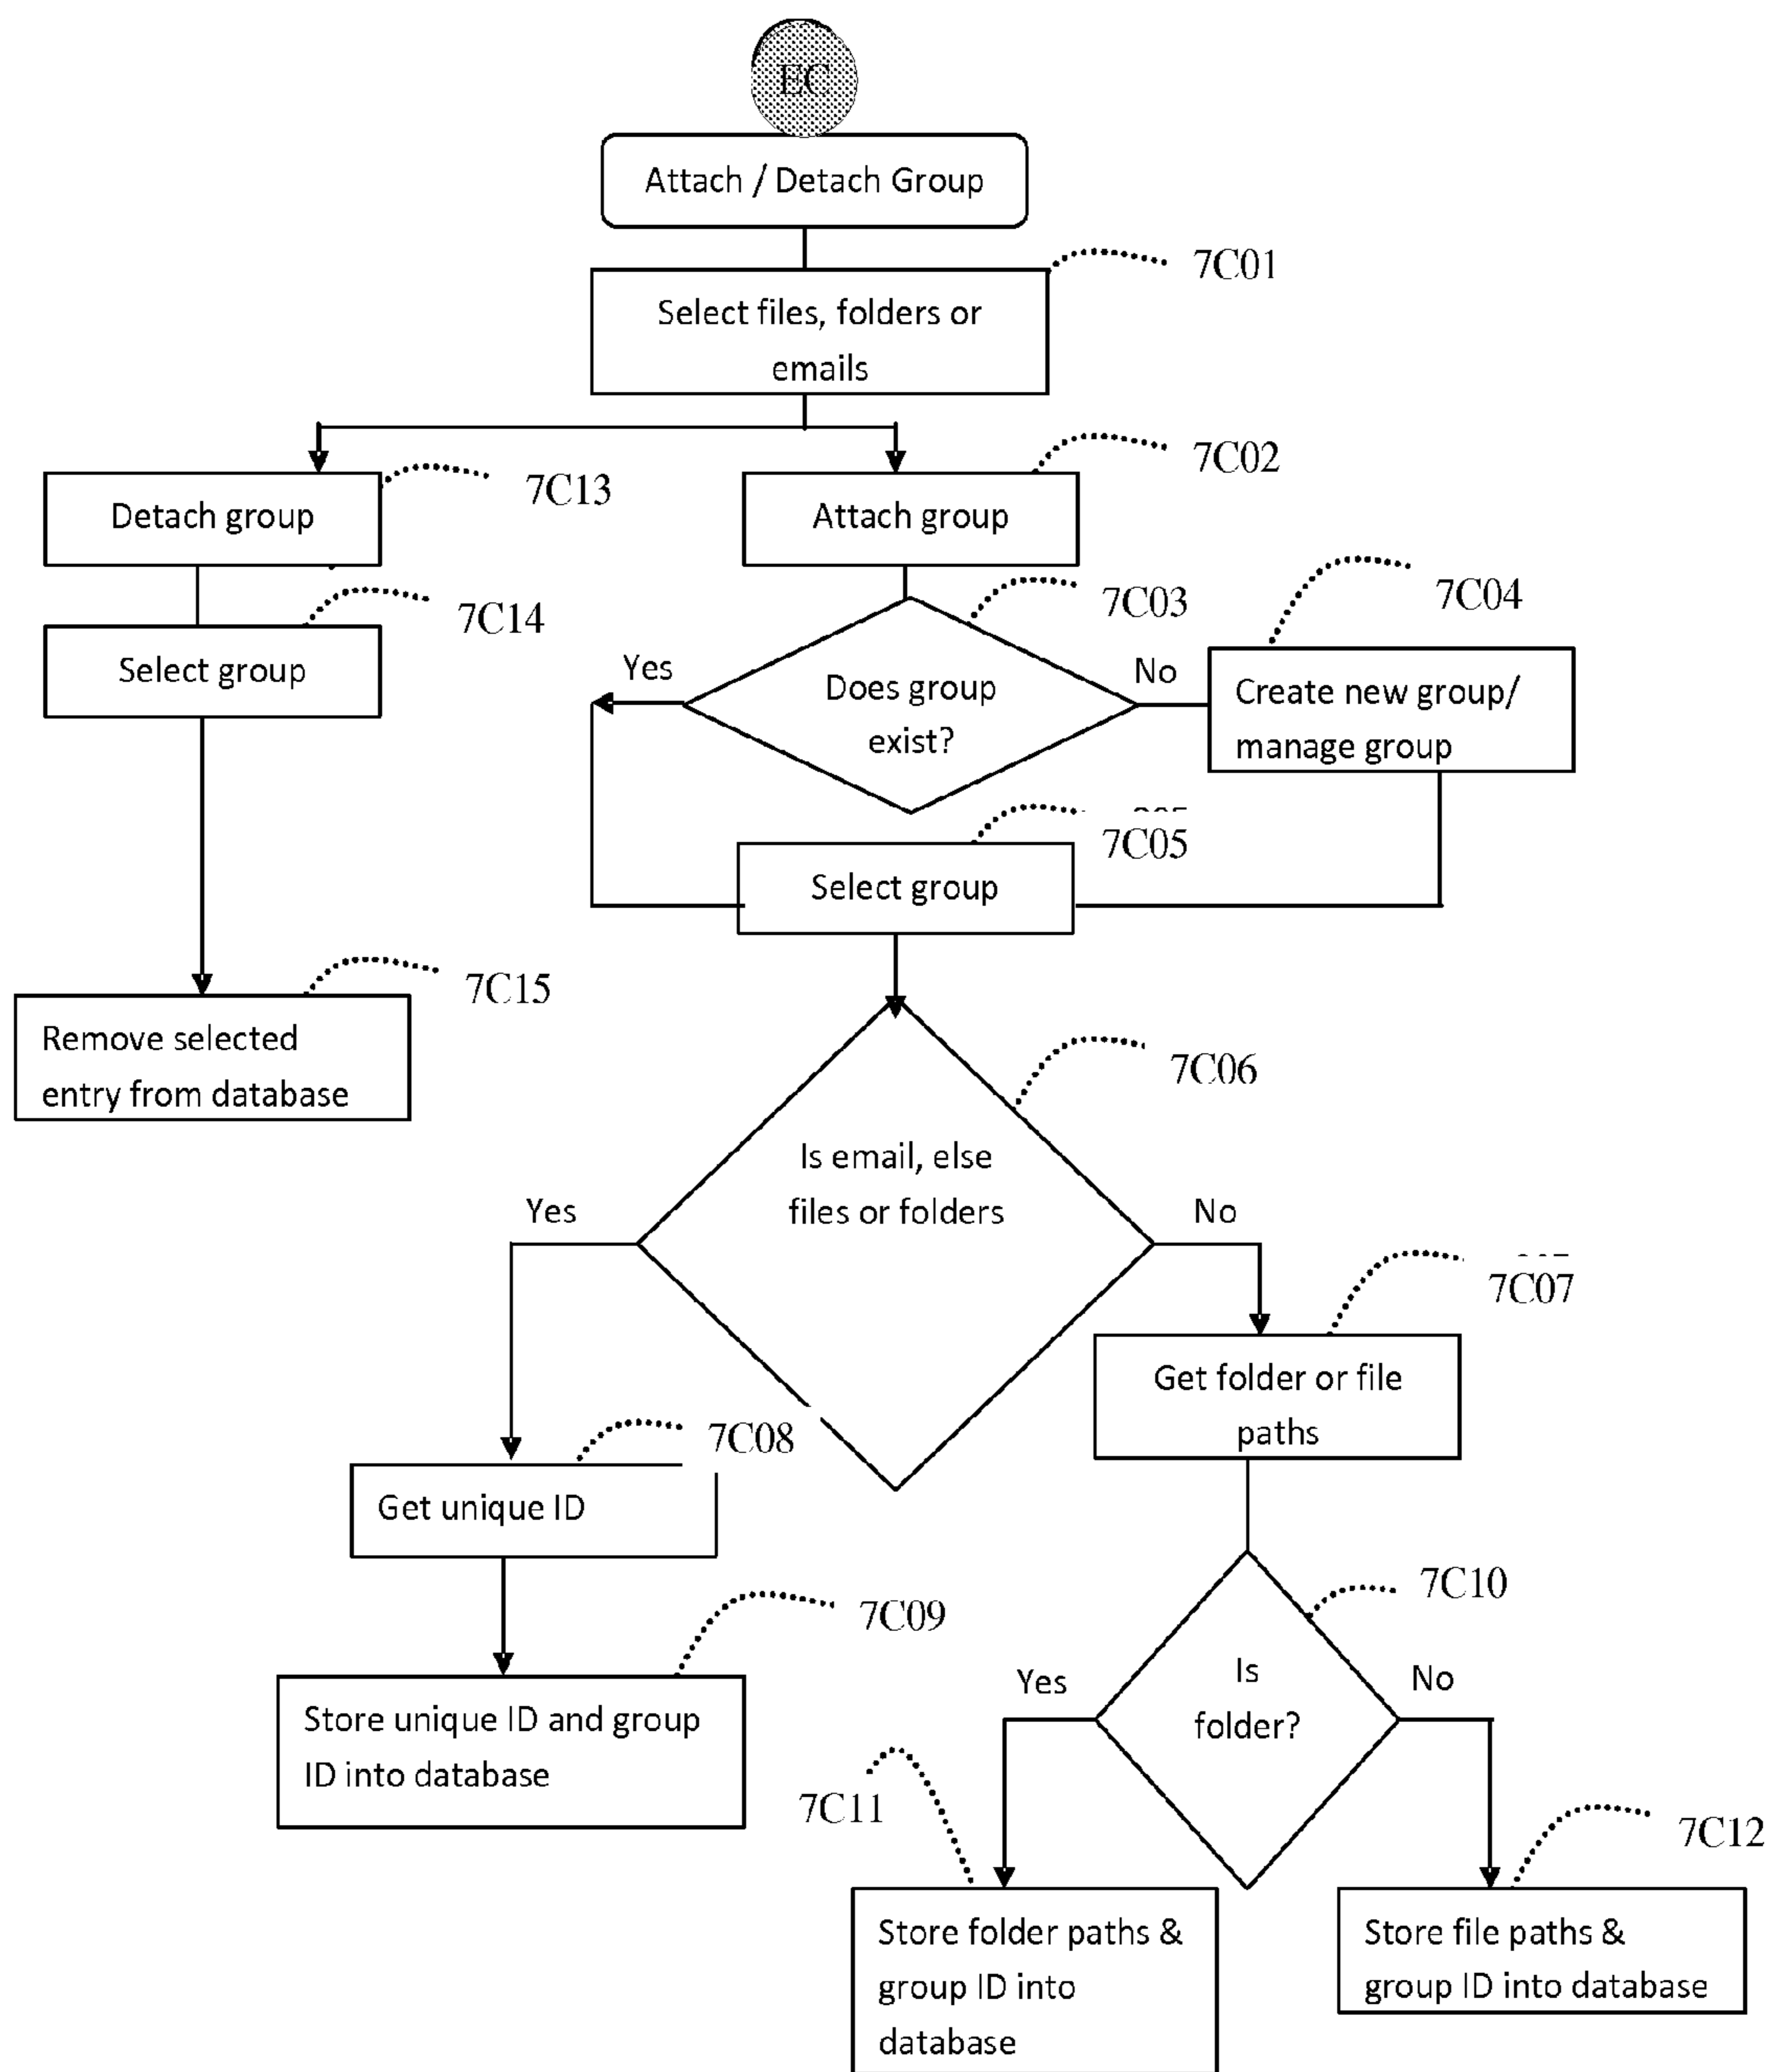 EC
Attach / Detach Group
7C01
Select files, folders or
emails
7C02
7C13
Detach group
Attach group
7C03
7C04
7C14
Select group
Yes
No
Does group
exist?
Create new group/
manage group
7C05
Select group
7C15
Remove selected
entry from database
7C06
Is email, else
files or folders
Yes
No
7C07
Get folder or file
paths
7C08
Get unique ID
7C10
7C09
Is
folder?
Yes
No
Store unique ID and group
ID into database
7C11
7C12
Store folder paths &
group ID into
database
Store file paths &
group ID into database